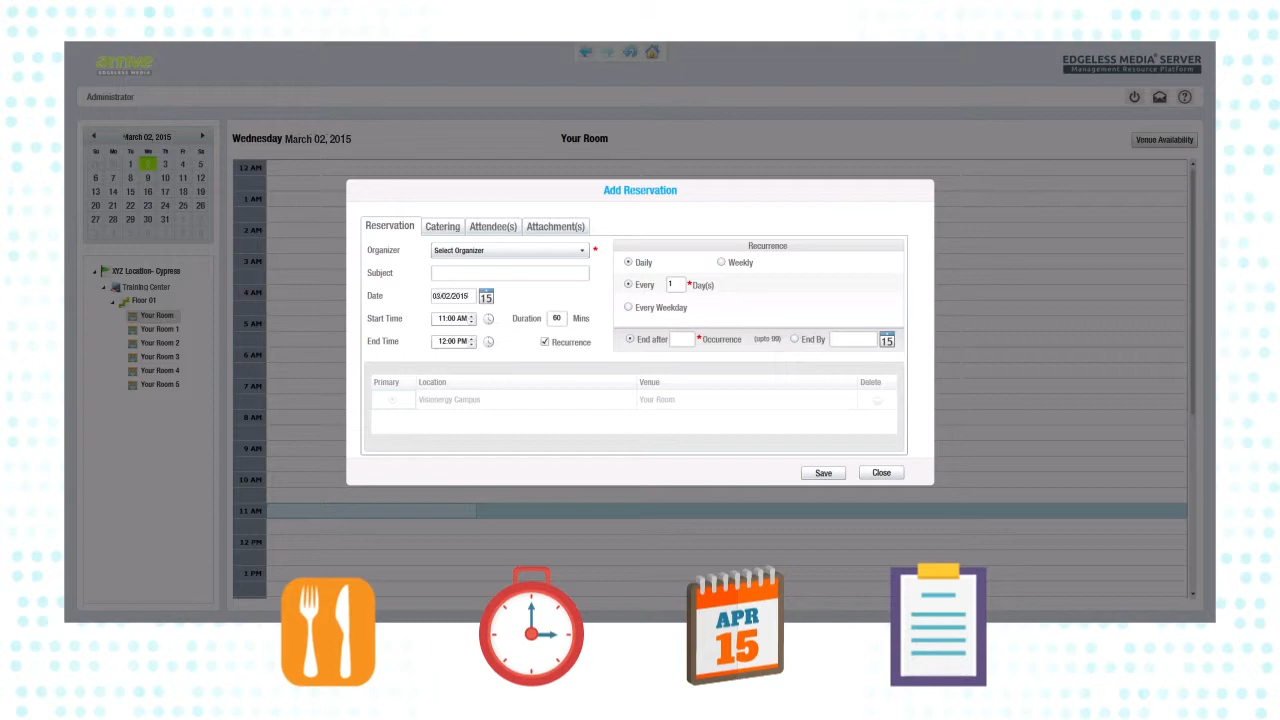 arrive
EDGELESS MEDIA
EDGELESS MEDIA SERVER
Management Resource Platform
Administrator
March 02, 2015
Su Mo Tu We Th Fr Sa
1 2 3 4 5
6 7 8 9 10 11 12
13 14 15 16 17 18 19
20 21 22 23 24 25 26
27 28 29 30 31
XYZ Location- Cypress
Training Center
Floor 01
Your Room
Your Room 1
Your Room 2
Your Room 3
Your Room 4
Your Room 5
Wednesday March 02, 2015
Your Room
Venue Availability
12 AM
1 AM
2 AM
3 AM
4 AM
5 AM
6 AM
7 AM
8 AM
9 AM
10 AM
11 AM
12 PM
1 PM
Add Reservation
Reservation Catering Attendee(s) Attachment(s)
Organizer Select Organizer *
Subject
Date 03/02/2015 15
Start Time 11:00 AM Duration 60 Mins
End Time 12:00 PM Recurrence
Recurrence
Daily Weekly
Every 1 *Day(s)
Every Weekday
End after *Occurrence (upto 99) End By 15
Primary Location Venue Delete
Visionergy Campus Your Room
Save Close
APR
15